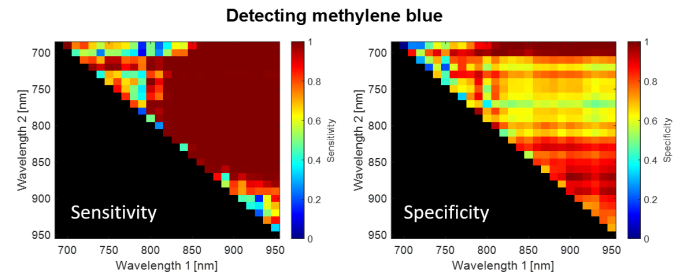 Detecting methylene blue
700
750
800
850
900
950
Wavelength 2 [nm]
Sensitivity
700 750 800 850 900 950
Wavelength 1 [nm]
1
0.8
0.6
0.4
0.2
0
Sensitivity
700
750
800
850
900
950
Wavelength 2 [nm]
Specificity
700 750 800 850 900 950
Wavelength 1 [nm]
1
0.8
0.6
0.4
0.2
0
Specificity